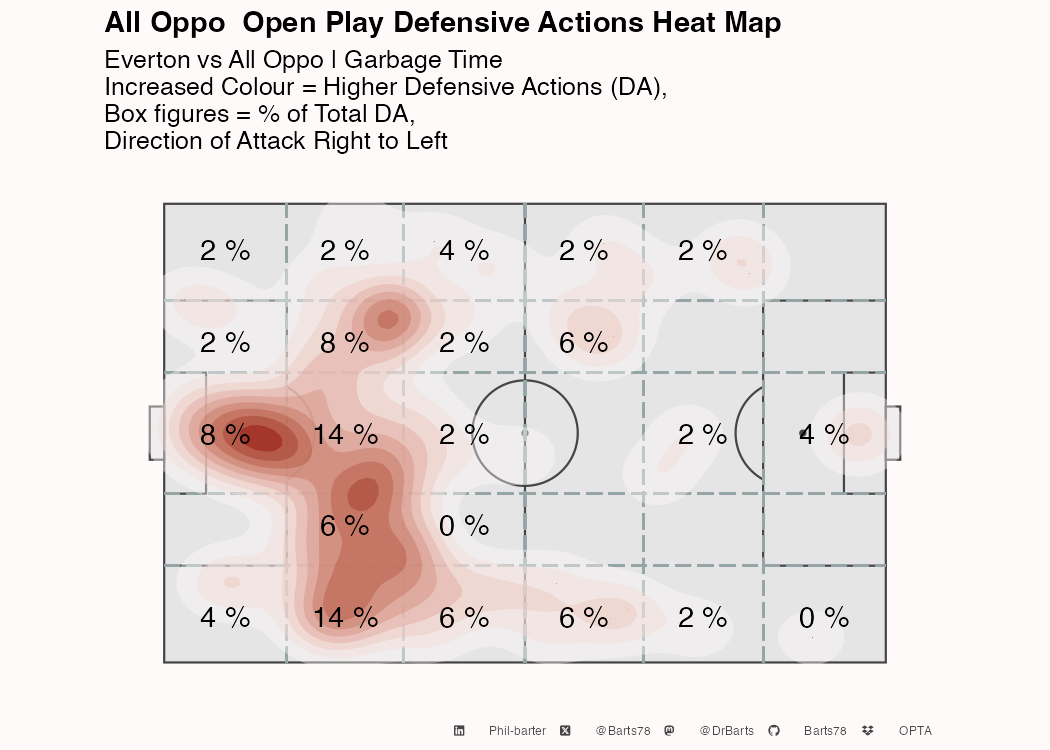 All Oppo  Open Play Defensive Actions Heat Map
Everton vs All Oppo | Garbage Time
Increased Colour = Higher Defensive Actions (DA),
Box figures = % of Total DA,
Direction of Attack Right to Left
2 % 2 % 4 % 2 % 2 %
2 % 8 % 2 % 6 %
8 % 14 % 2 % 2 % 4 %
6 % 0 %
4 % 14 % 6 % 6 % 2 % 0 %
Phil-barter @Barts78 @DrBarts Barts78 OPTA